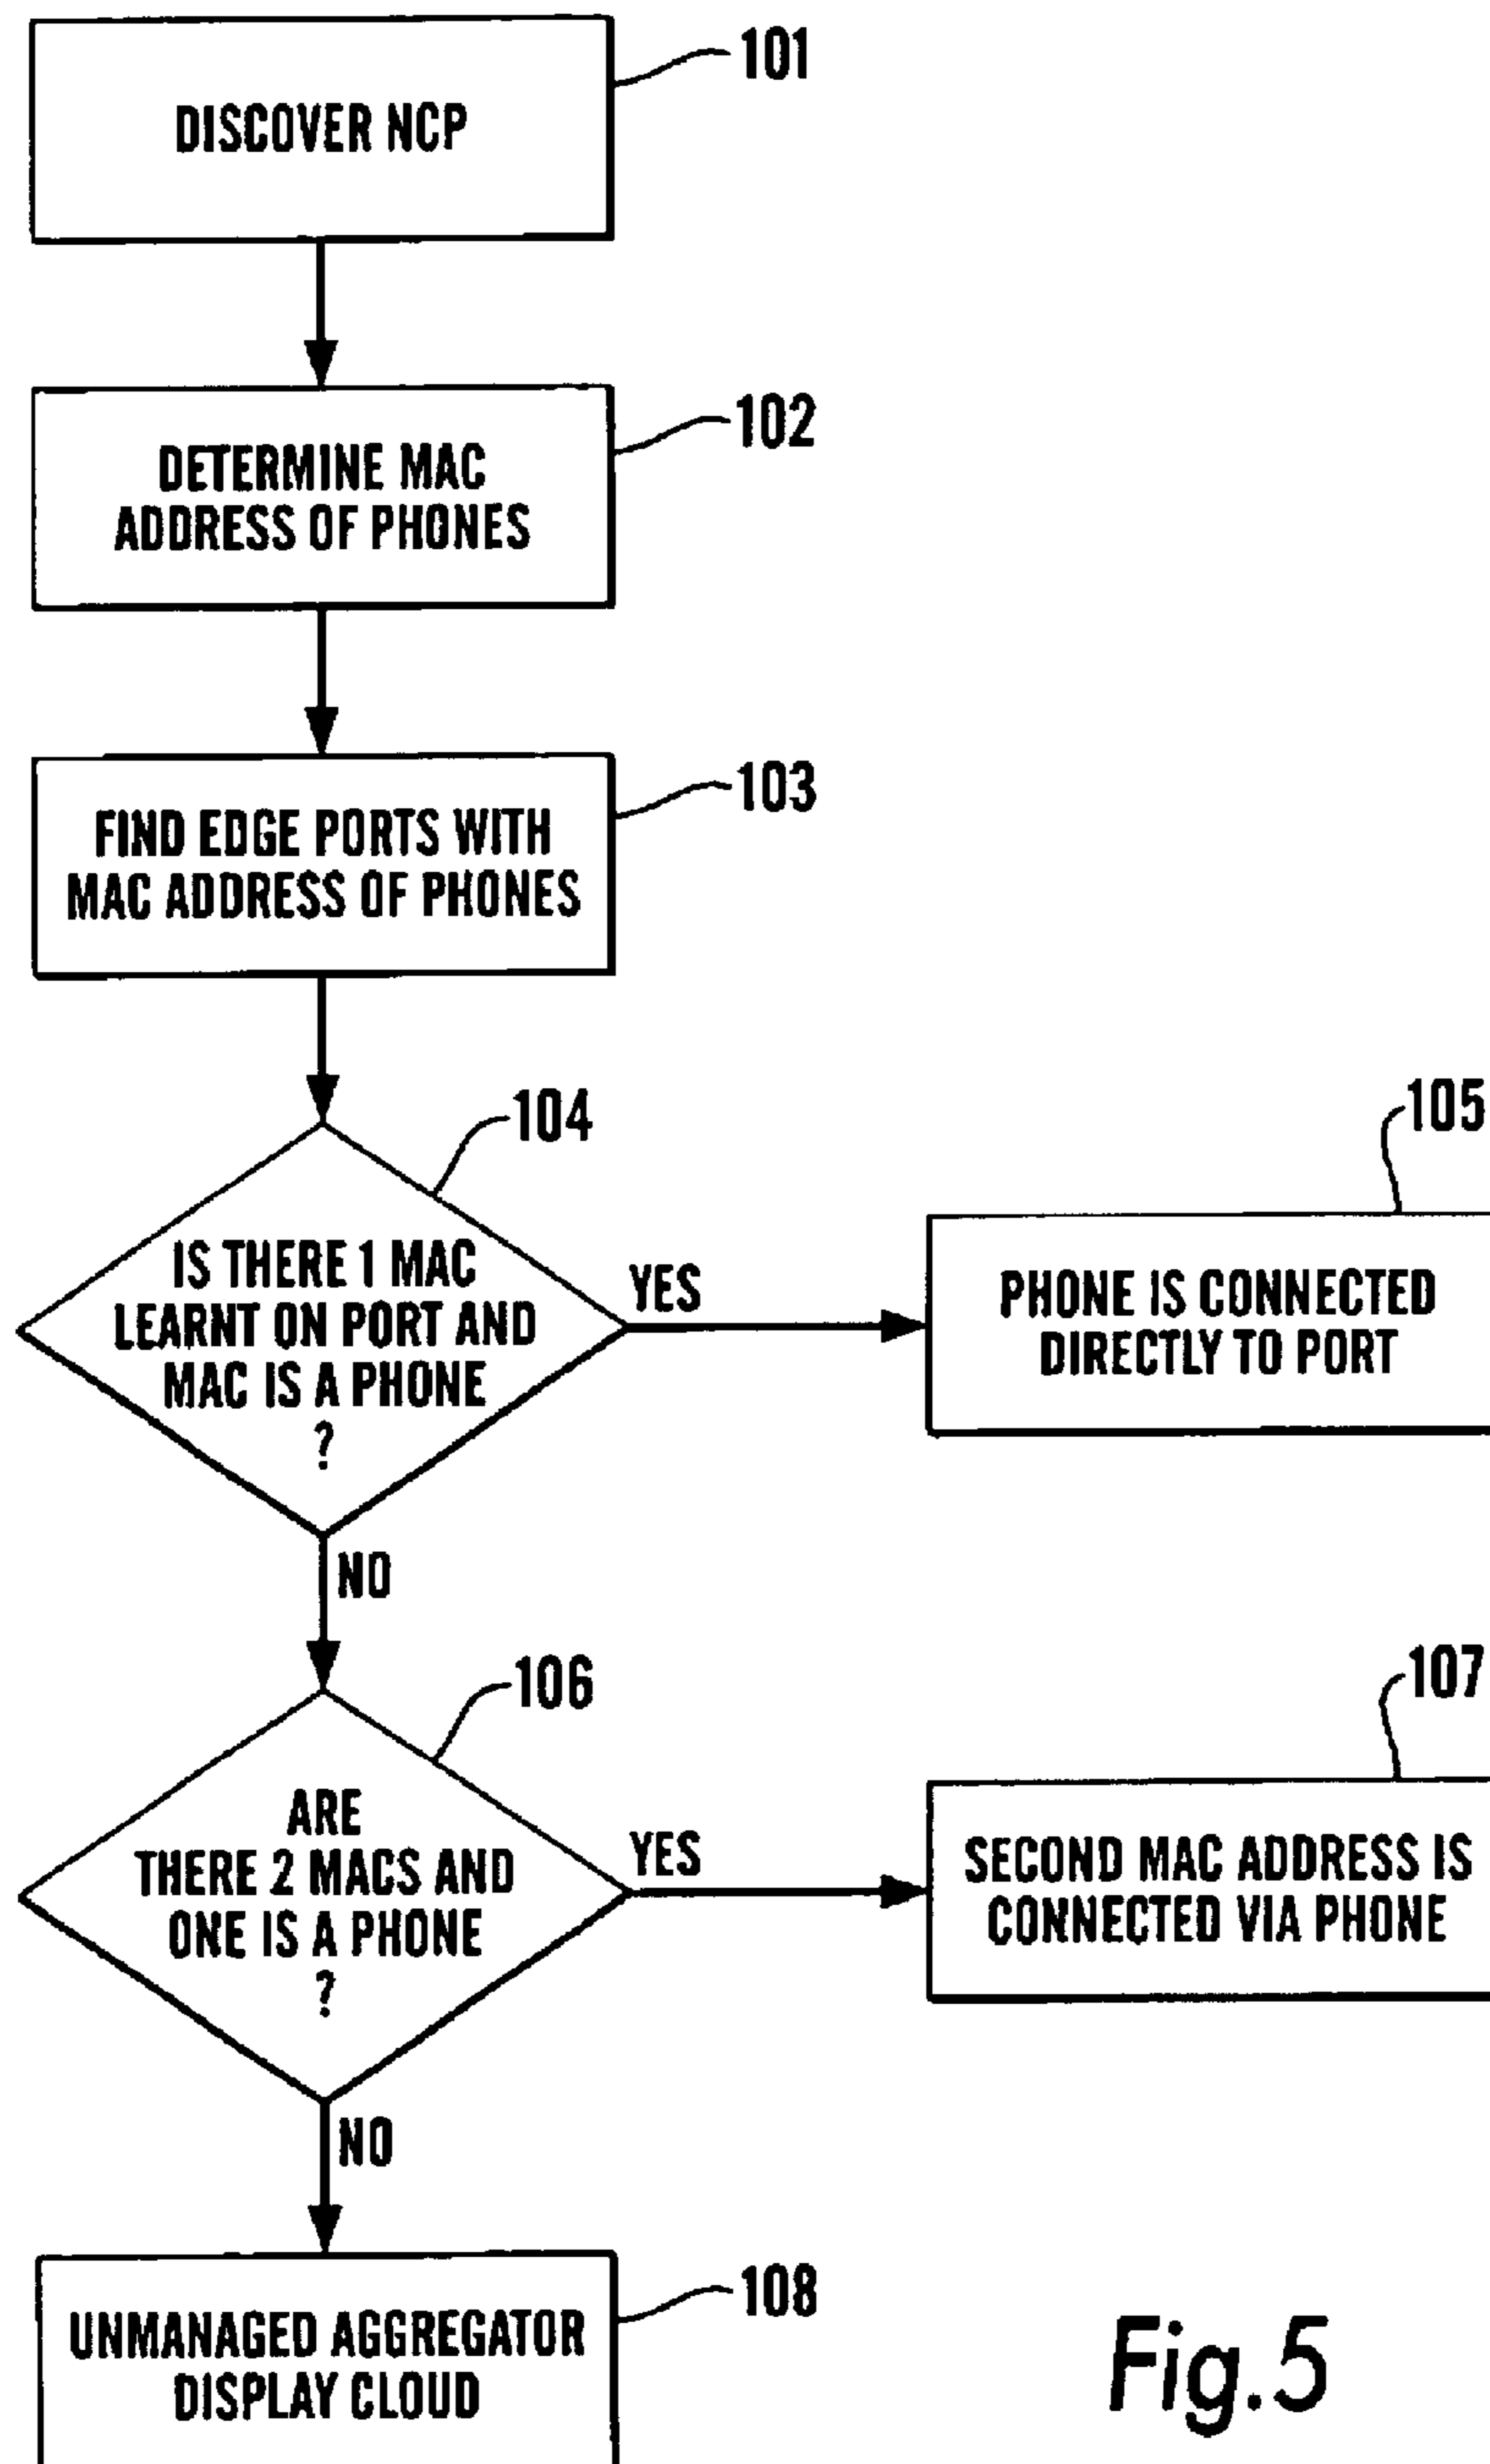 101
DISCOVER NCP
102
DETERMINE MAC
ADDRESS OF PHONES
103
FIND EDGE PORTS WITH
MAC ADDRESS OF PHONES
104
IS THERE 1 MAC
LEARNT ON PORT AND
MAC IS A PHONE
?
YES
105
PHONE IS CONNECTED
DIRECTLY TO PORT
NO
106
ARE
THERE 2 MACS AND
ONE IS A PHONE
?
YES
107
SECOND MAC ADDRESS IS
CONNECTED VIA PHONE
NO
108
UNMANAGED AGGREGATOR
DISPLAY CLOUD
Fig.5